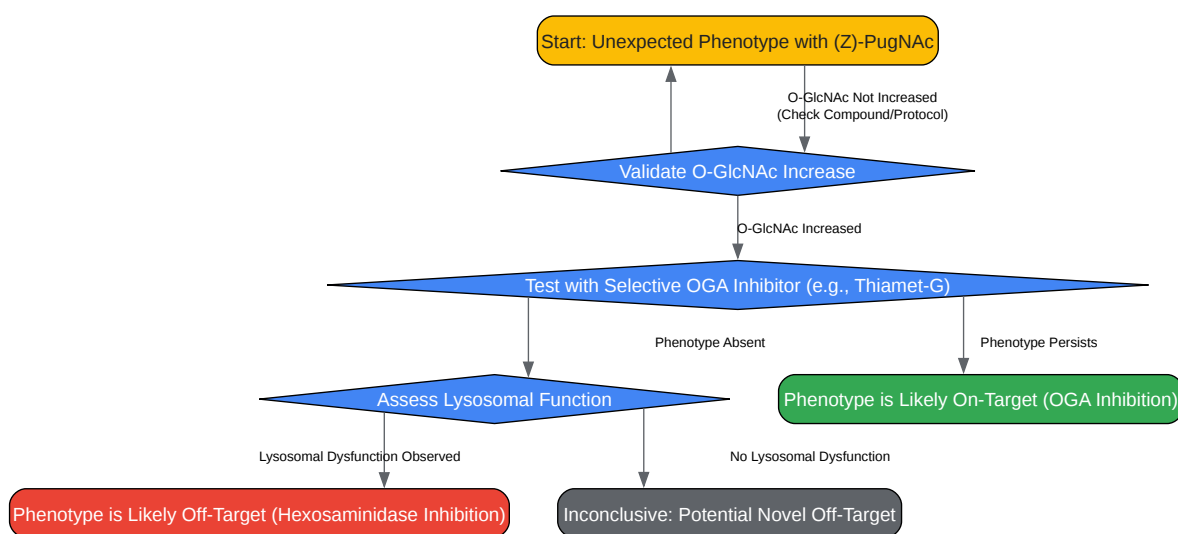 Start: Unexpected Phenotype with (Z)-PugNAc
O-GlcNAc Not Increased
(Check Compound/Protocol)
Validate O-GlcNAc Increase
O-GlcNAc Increased
Test with Selective OGA Inhibitor (e.g., Thiamet-G)
Phenotype Absent
Phenotype Persists
Assess Lysosomal Function
Phenotype is Likely On-Target (OGA Inhibition)
Lysosomal Dysfunction Observed
No Lysosomal Dysfunction
Phenotype is Likely Off-Target (Hexosaminidase Inhibition)
Inconclusive: Potential Novel Off-Target